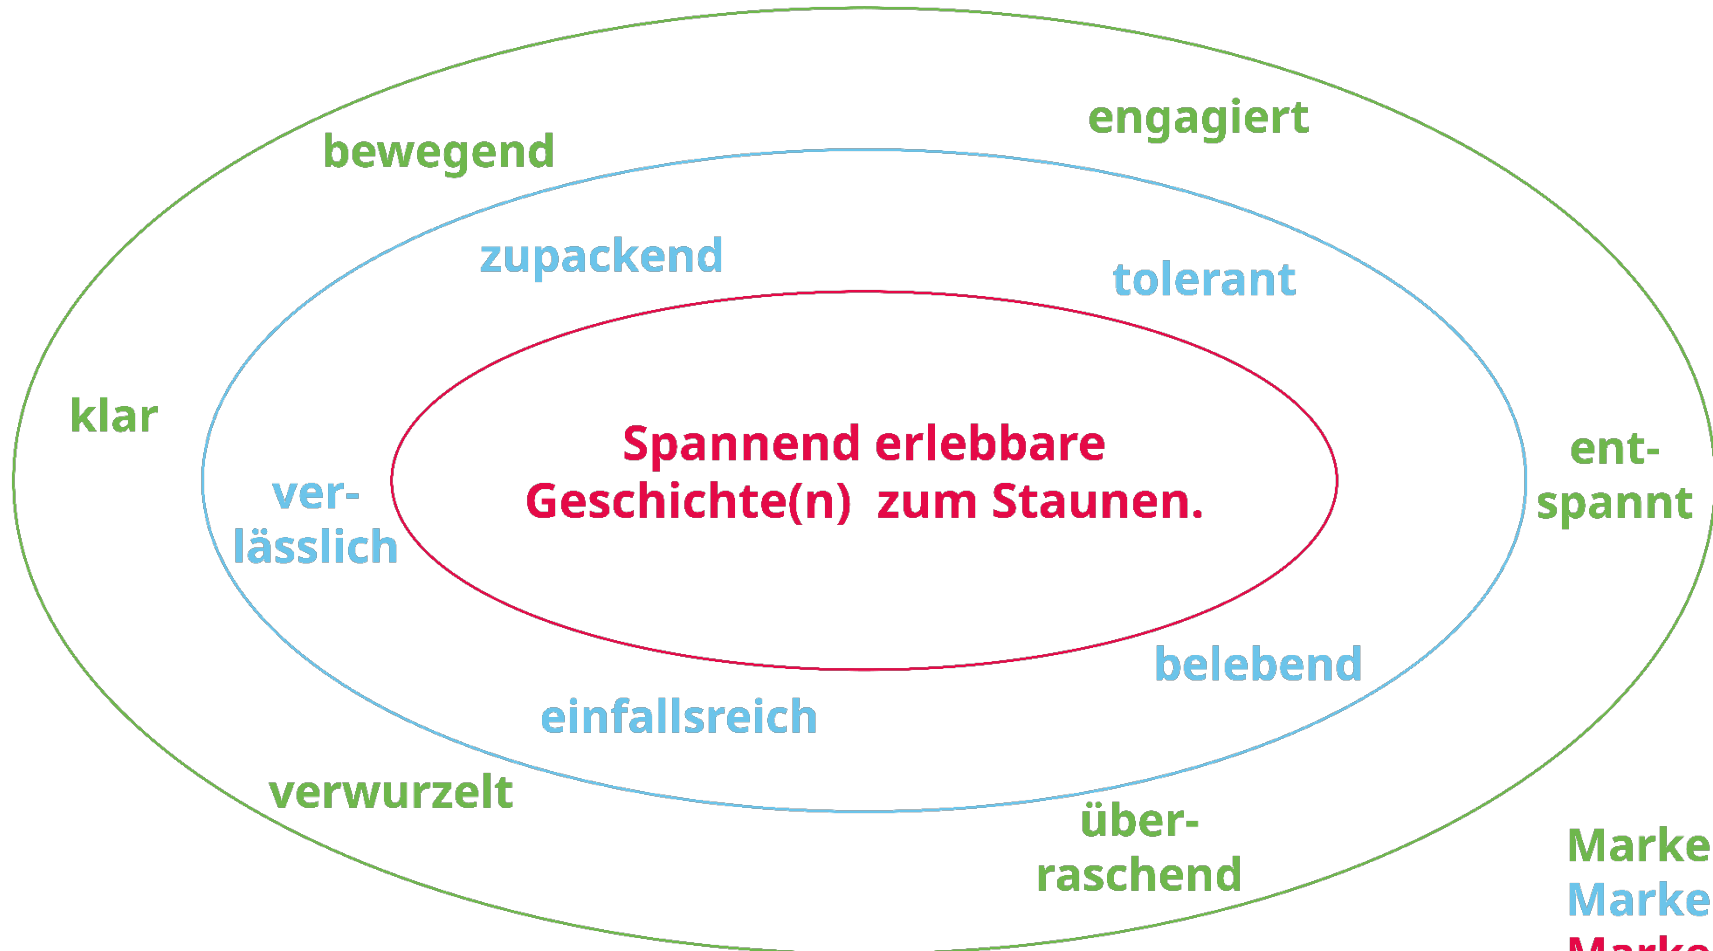 engagiert
bewegend
zupackend
tolerant
klar
Spannend erlebbare
Geschichte(n) zum Staunen.
ent-
spannt
ver-
lässlich
belebend
einfallsreich
verwurzelt
über-
raschend
Marke
Marke
Marke